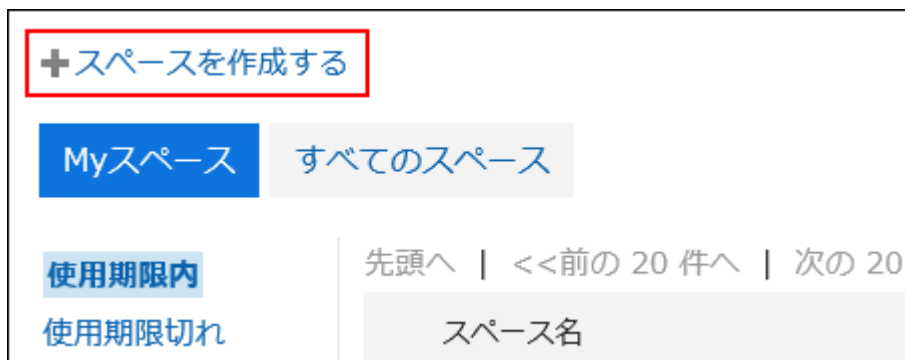 +スペースを作成する
Myスペース すべてのスペース
使用期限内
使用期限切れ
先頭へ | <<前の 20 件へ | 次の 20
スペース名